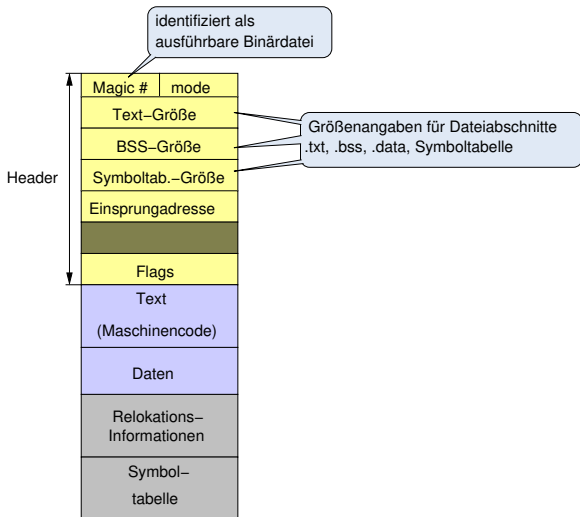 identifiziert als
ausführbare Binärdatei
Magic # mode
Text–Größe
Größenangaben für Dateiabschnitte
.txt, .bss, .data, Symboltabelle
BSS–Größe
Header
Symboltab.–Größe
Einsprungadresse
Flags
Text
(Maschinencode)
Daten
Relokations–
Informationen
Symbol–
tabelle